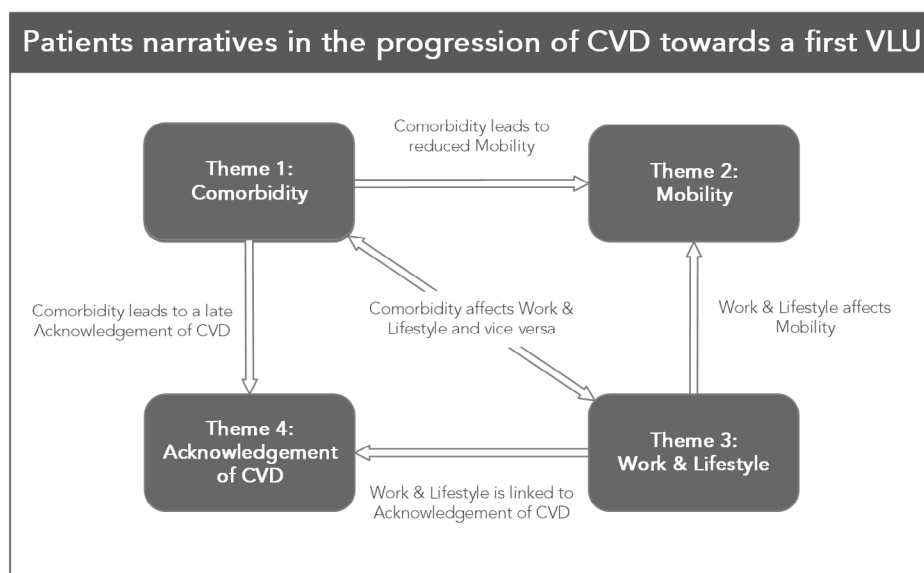 Patients narratives in the progression of CVD towards a first VLU
Comorbidity leads to
reduced Mobility
Theme 1:
Comorbidity
Theme 2:
Mobility
Comorbidity leads to a late
Acknowledgement of CVD
Comorbidity affects Work &
Lifestyle and vice versa
Work & Lifestyle affects
Mobility
Theme 4:
Acknowledgement
of CVD
Theme 3:
Work & Lifestyle
Work & Lifestyle is linked to
Acknowledgement of CVD